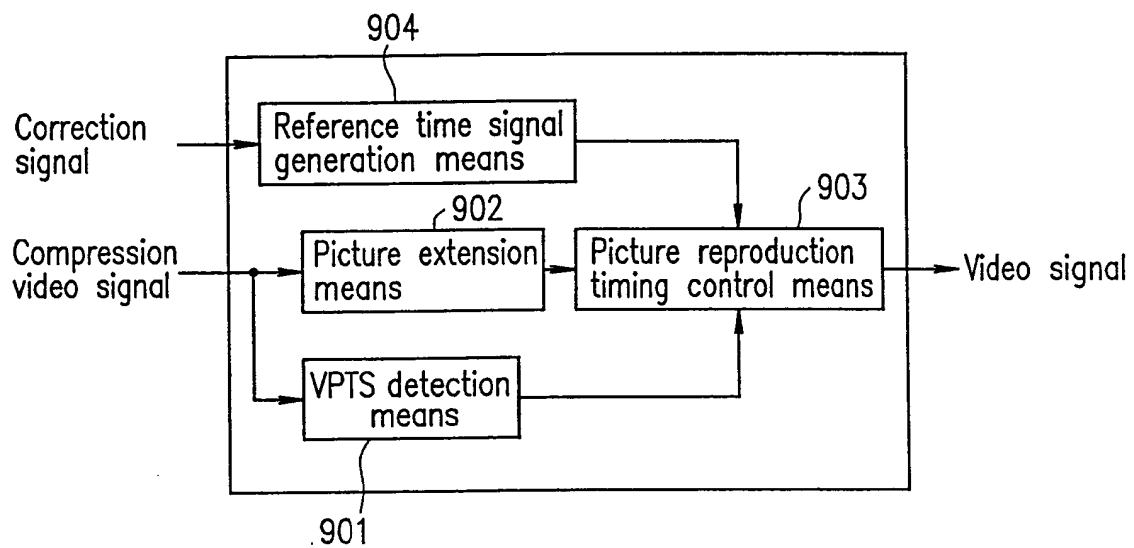 904
Correction
signal
Reference time signal
generation means
902
903
Compression
video signal
Picture extension
means
Picture reproduction
timing control means
Video signal
VPTS detection
means
901